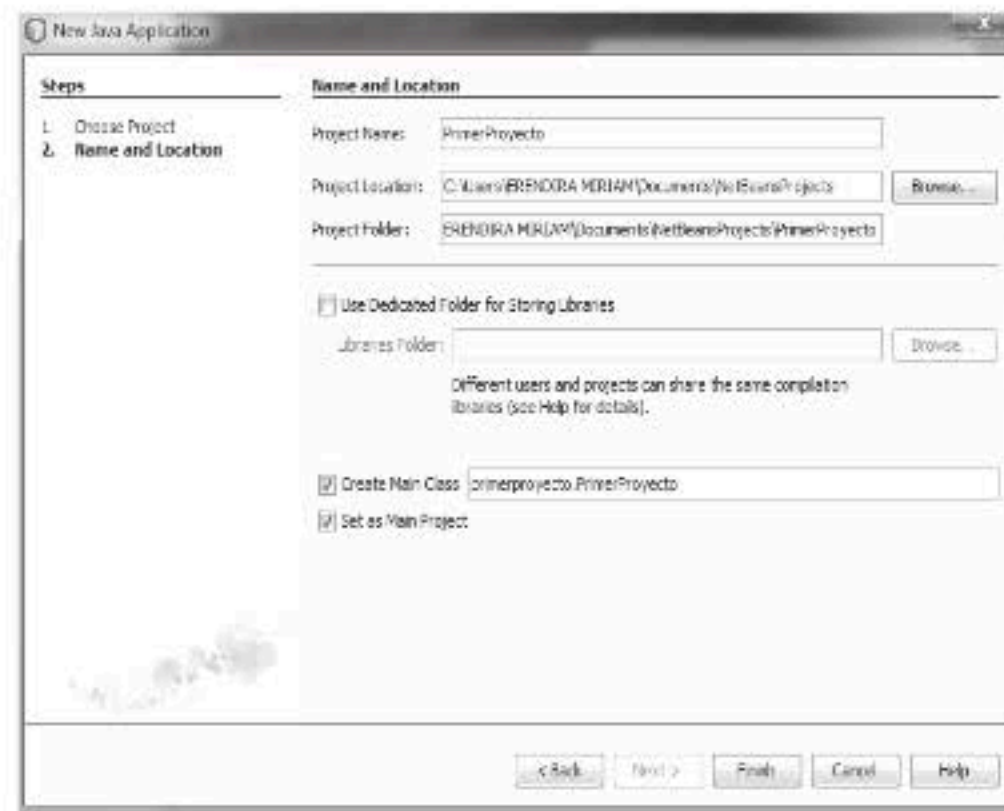 New Java Application
Steps
1. Choose Project
2. Name and Location
Name and Location
Project Name: PrimerProyecto
Project Location: C:\Users\ERENDIRA MIRIAM\Documents\NetBeansProjects Browse...
Project Folder: ERENDIRA MIRIAM\Documents\NetBeansProjects\PrimerProyecto
Use Dedicated Folder for Storing Libraries
Libraries Folder: Browse...
Different users and projects can share the same compilation
libraries (see Help for details).
Create Main Class primerproyecto.PrimerProyecto
Set as Main Project
< Back Next > Finish Cancel Help